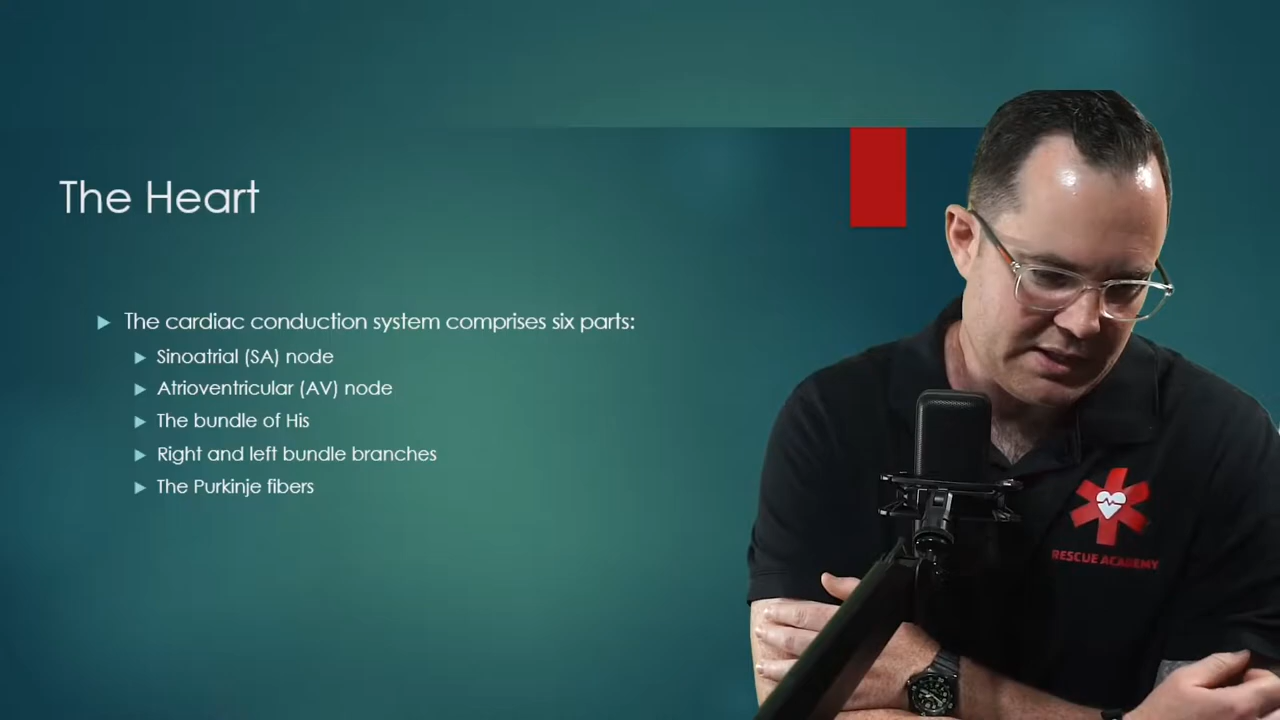 The Heart
The cardiac conduction system comprises six parts:
Sinoatrial (SA) node
Atrioventricular (AV) node
The bundle of His
Right and left bundle branches
The Purkinje fibers
RESCUE ACADEMY